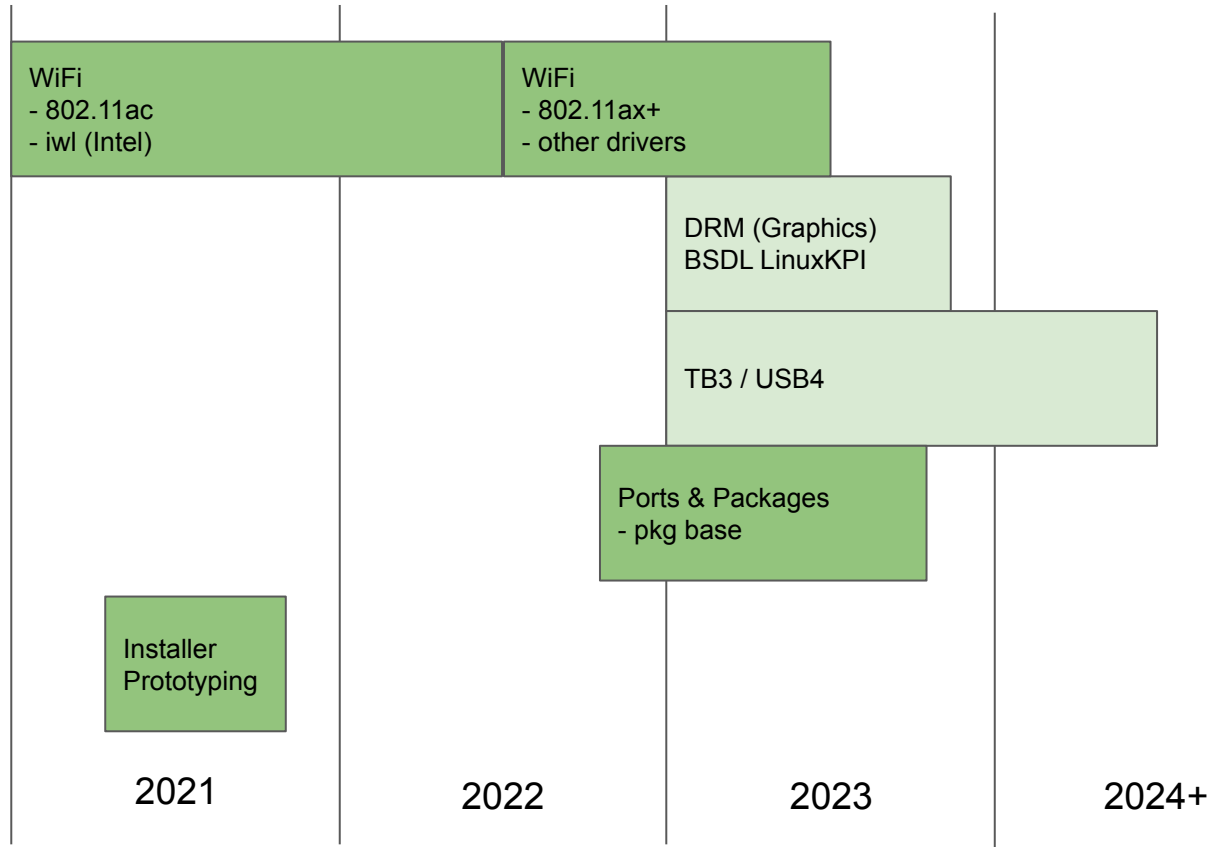 WiFi
- 802.11ac
- iwl (Intel)
WiFi
- 802.11ax+
- other drivers
DRM (Graphics)
BSDL LinuxKPI
TB3 / USB4
Ports & Packages
- pkg base
Installer
Prototyping
2021
2022
2023
2024+